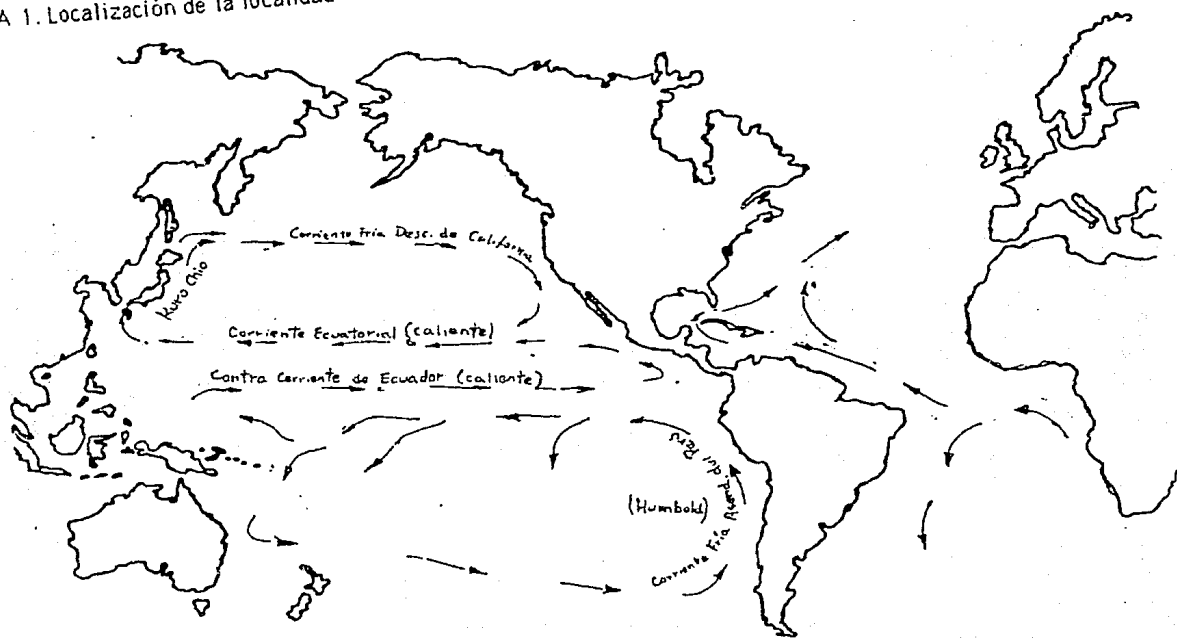 A 1. Localización de la localidad
Corriente Fría Desc. de California
Kuro Chio
Corriente Ecuatorial (caliente)
Contra Corriente de Ecuador (caliente)
(Humbold)
Corriente Fría Ascend. del Perú